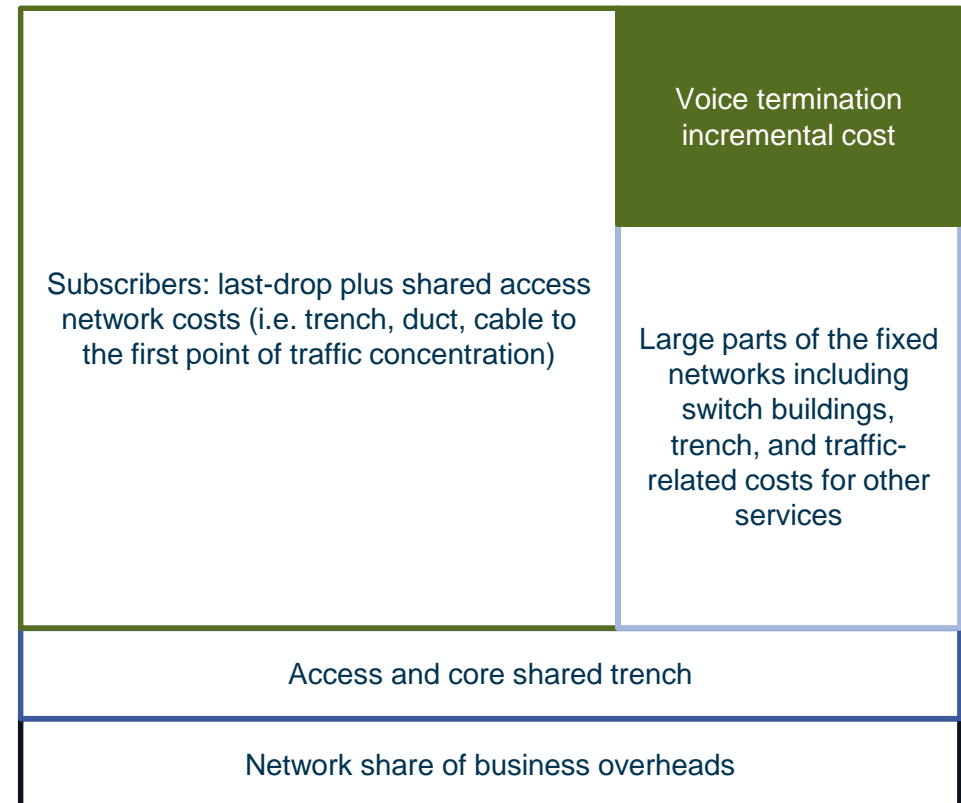 Voice termination
incremental cost
Subscribers: last-drop plus shared access
network costs (i.e. trench, duct, cable to
the first point of traffic concentration)
Large parts of the fixed
networks including
switch buildings,
trench, and traffic-
related costs for other
services
Access and core shared trench
Network share of business overheads